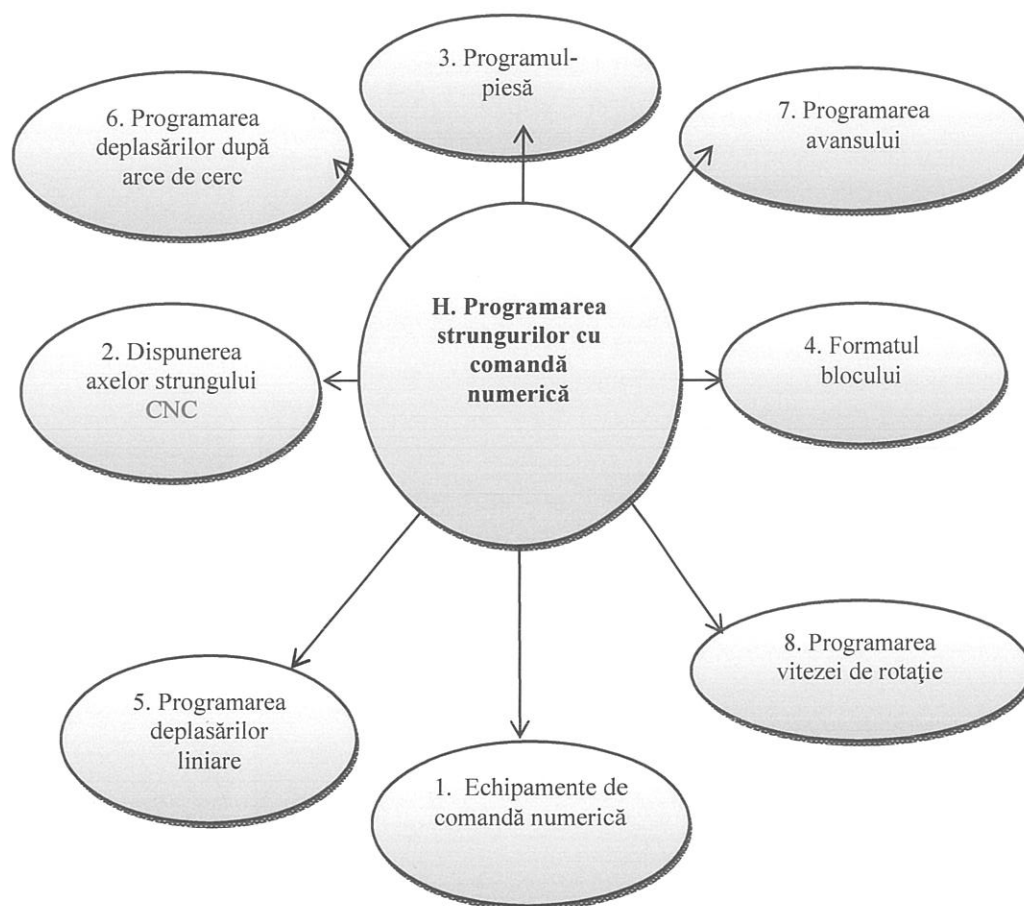 3. Programul-
piesă
6. Programarea
deplasărilor după
arce de cerc
7. Programarea
avansului
H. Programarea
strungurilor cu
comandă
numerică
2. Dispunerea
axelor strungului
CNC
4. Formatul
blocului
8. Programarea
vitezei de rotaţie
5. Programarea
deplasărilor
liniare
1. Echipamente de
comandă numerică